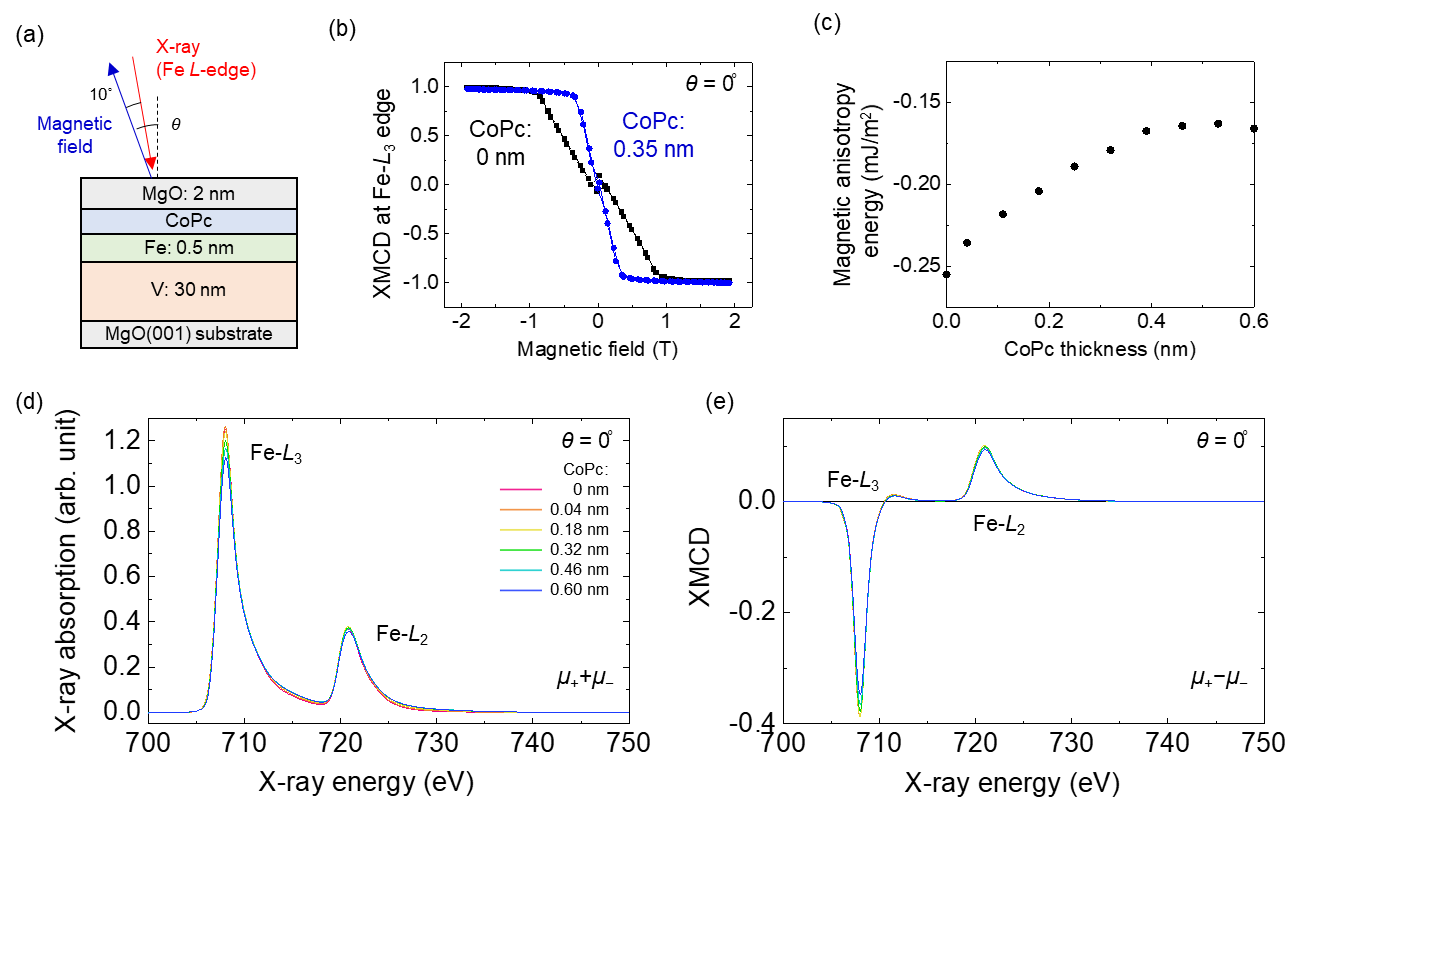 (a)
X-ray
(Fe L-edge)
10°
Magnetic
field
θ
MgO: 2 nm
CoPc
Fe: 0.5 nm
V: 30 nm
MgO(001) substrate
(b)
XMCD at Fe-L₃ edge
1.0
0.5
0.0
-0.5
-1.0
θ = 0°
CoPc:
0 nm
CoPc:
0.35 nm
-2
-1
0
1
2
Magnetic field (T)
(c)
Magnetic anisotropy
energy (mJ/m²)
-0.15
-0.20
-0.25
0.0
0.2
0.4
0.6
CoPc thickness (nm)
(d)
X-ray absorption (arb. unit)
1.2
1.0
0.8
0.6
0.4
0.2
0.0
Fe-L₃
θ = 0°
CoPc:
0 nm
0.04 nm
0.18 nm
0.32 nm
0.46 nm
0.60 nm
Fe-L₂
μ₊+μ₋
700
710
720
730
740
750
X-ray energy (eV)
(e)
XMCD
0.0
-0.2
-0.4
θ = 0°
Fe-L₃
Fe-L₂
μ₊−μ₋
700
710
720
730
740
750
X-ray energy (eV)